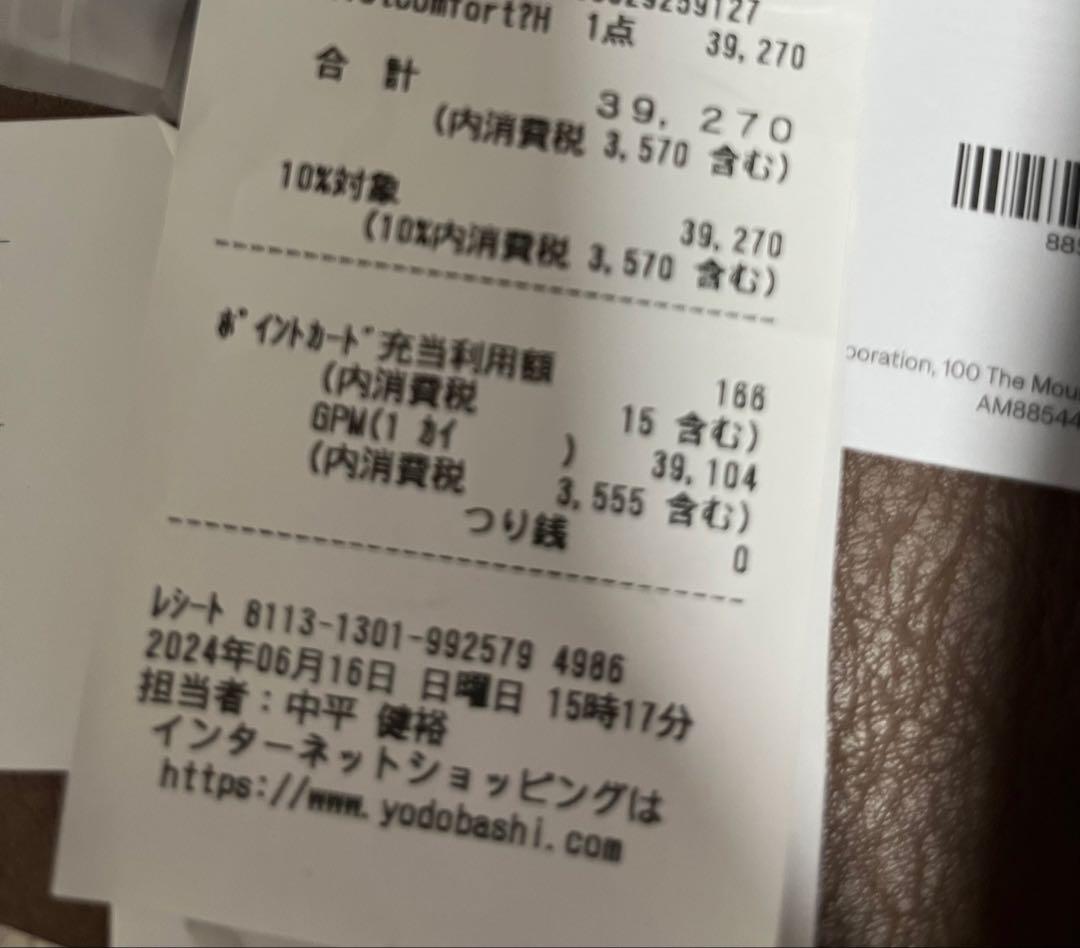 39,270
1点
合 計
39,270
(内消費税 3,570 含む)
10%対象
39,270
(10%内消費税 3,570 含む)
ﾎﾟｲﾝﾄｶｰﾄﾞ充当利用額
166
(内消費税 15 含む)
GPM(1 ｶｲ ) 39,104
(内消費税 3,555 含む)
つり銭 0
ﾚｼｰﾄ 8113-1301-992579 4986
2024年06月16日 日曜日 15時17分
担当者：中平 健裕
インターネットショッピングは
https://www.yodobashi.com
poration, 100 The Mou
AM88544